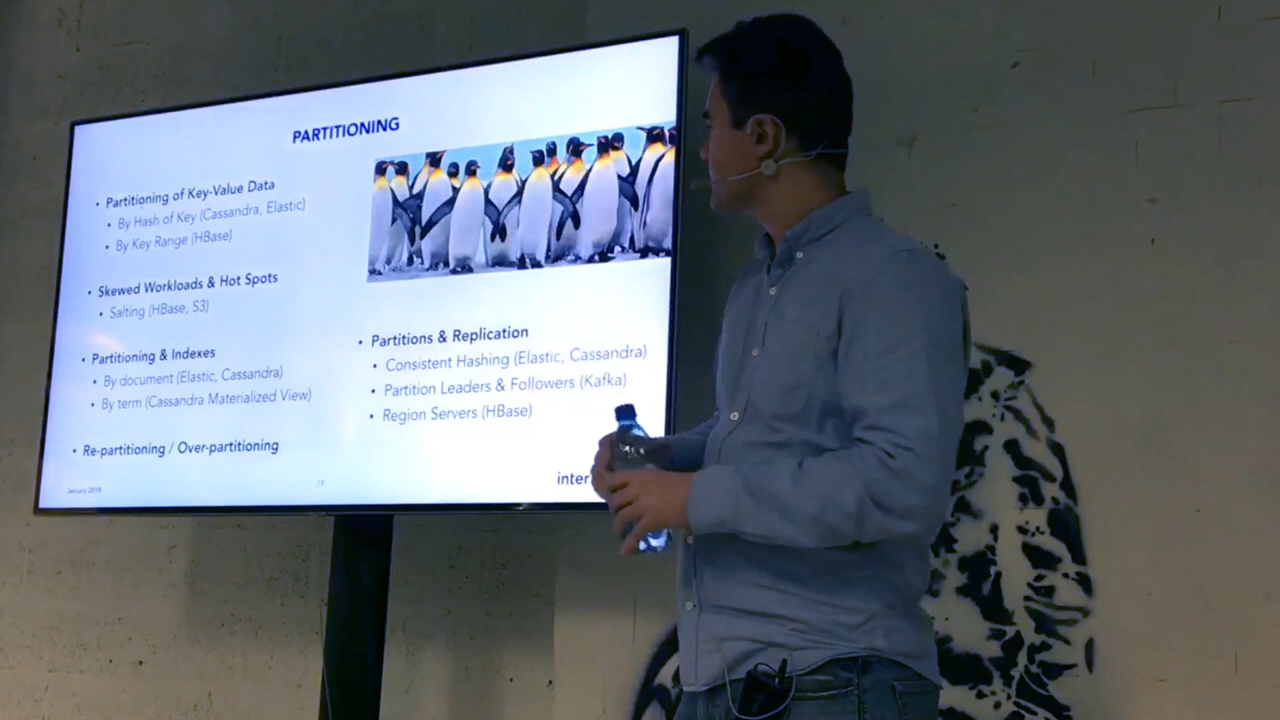 PARTITIONING
• Partitioning of Key-Value Data
• By Hash of Key (Cassandra, Elastic)
• By Key Range (HBase)
• Skewed Workloads & Hot Spots
• Salting (HBase, S3)
• Partitioning & Indexes
• By document (Elastic, Cassandra)
• By term (Cassandra Materialized View)
• Re-partitioning / Over-partitioning
• Partitions & Replication
• Consistent Hashing (Elastic, Cassandra)
• Partition Leaders & Followers (Kafka)
• Region Servers (HBase)
January 2019
inter